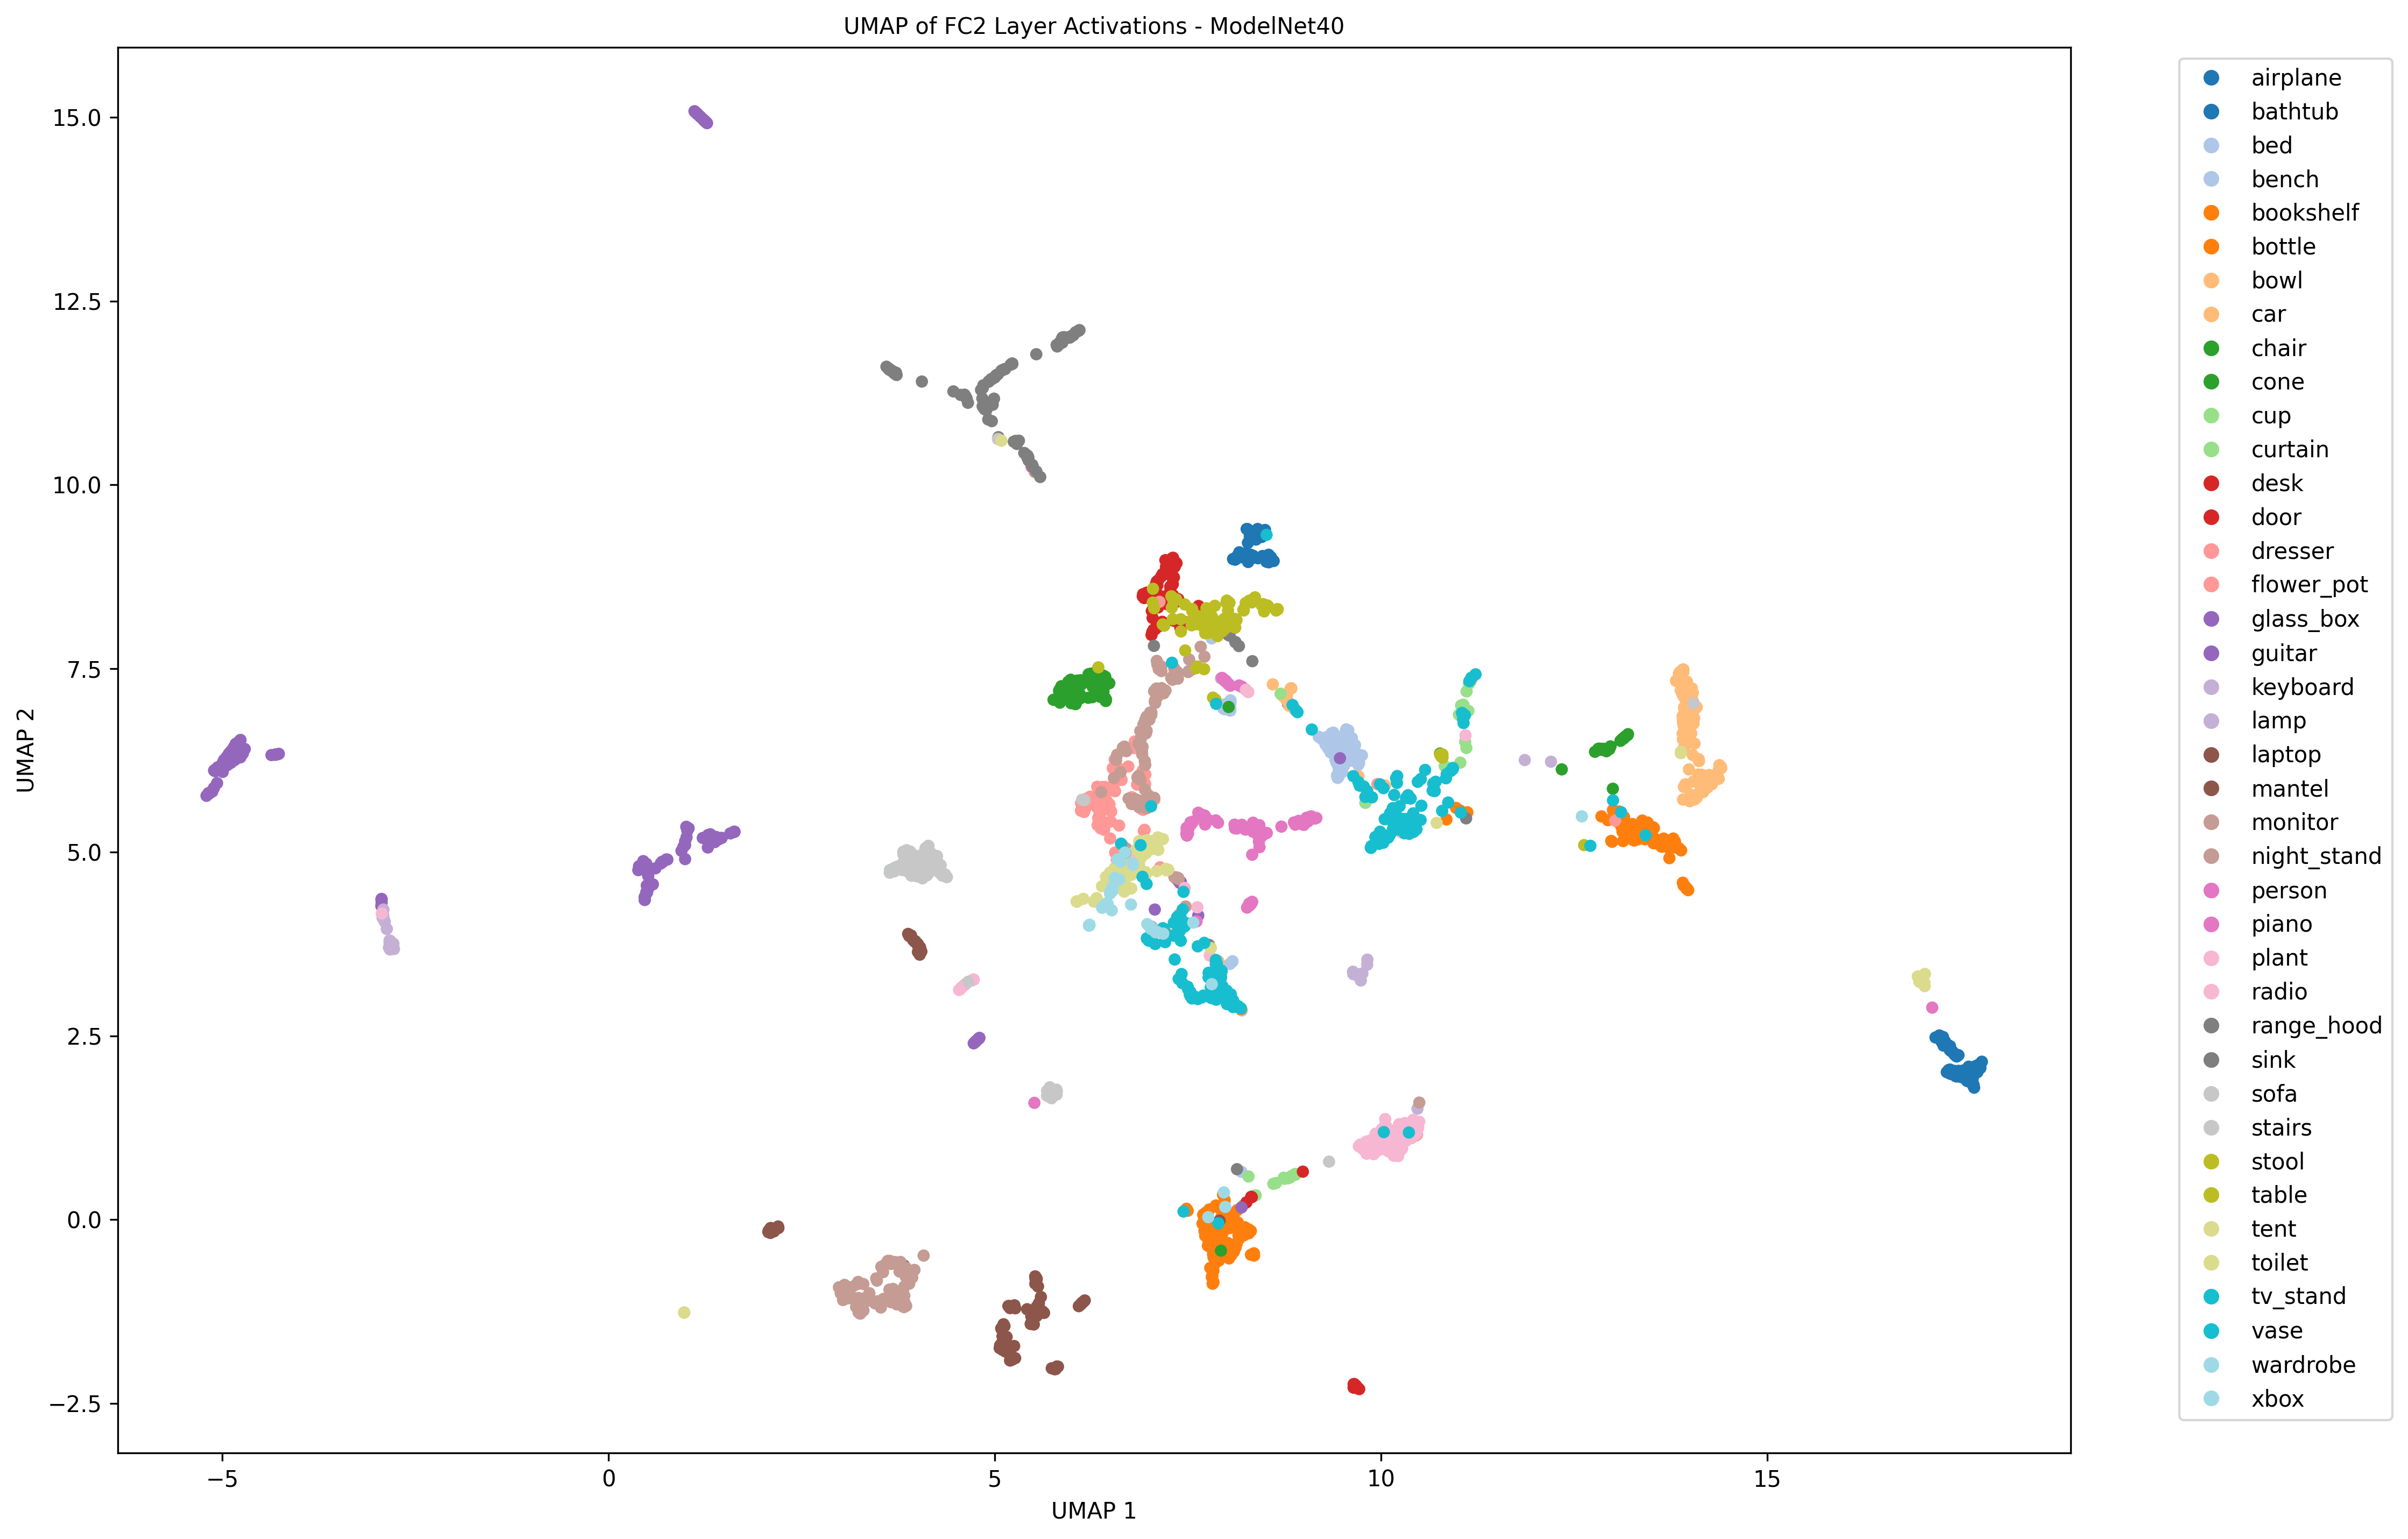 UMAP of FC2 Layer Activations - ModelNet40
15.0
12.5
10.0
7.5
5.0
2.5
0.0
−2.5
UMAP 2
−5
0
5
10
15
UMAP 1
airplane
bathtub
bed
bench
bookshelf
bottle
bowl
car
chair
cone
cup
curtain
desk
door
dresser
flower_pot
glass_box
guitar
keyboard
lamp
laptop
mantel
monitor
night_stand
person
piano
plant
radio
range_hood
sink
sofa
stairs
stool
table
tent
toilet
tv_stand
vase
wardrobe
xbox